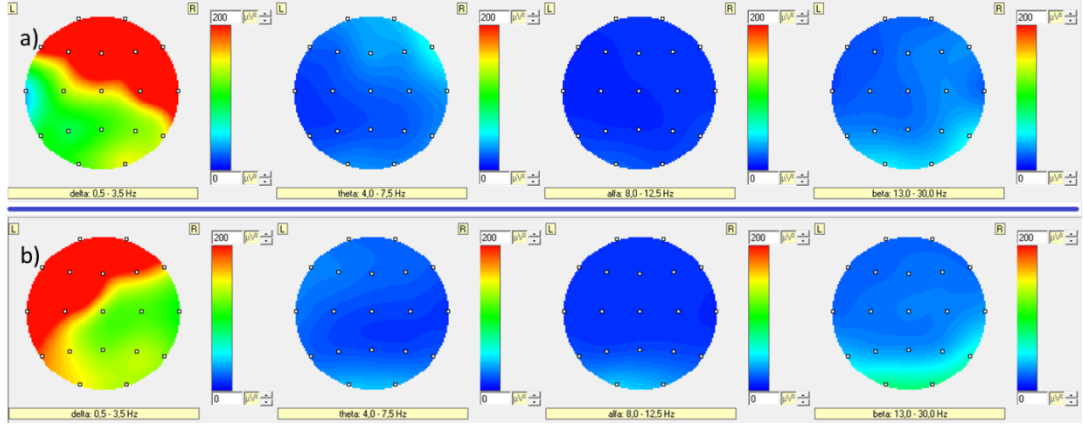 a)
L
R
200
µV²
0
µV²
delta: 0,5 - 3,5 Hz
L
R
200
µV²
0
µV²
theta: 4,0 - 7,5 Hz
L
R
200
µV²
0
µV²
alfa: 8,0 - 12,5 Hz
L
R
200
µV²
0
µV²
beta: 13,0 - 30,0 Hz
b)
L
R
200
µV²
0
µV²
delta: 0,5 - 3,5 Hz
L
R
200
µV²
0
µV²
theta: 4,0 - 7,5 Hz
L
R
200
µV²
0
µV²
alfa: 8,0 - 12,5 Hz
L
R
200
µV²
0
µV²
beta: 13,0 - 30,0 Hz